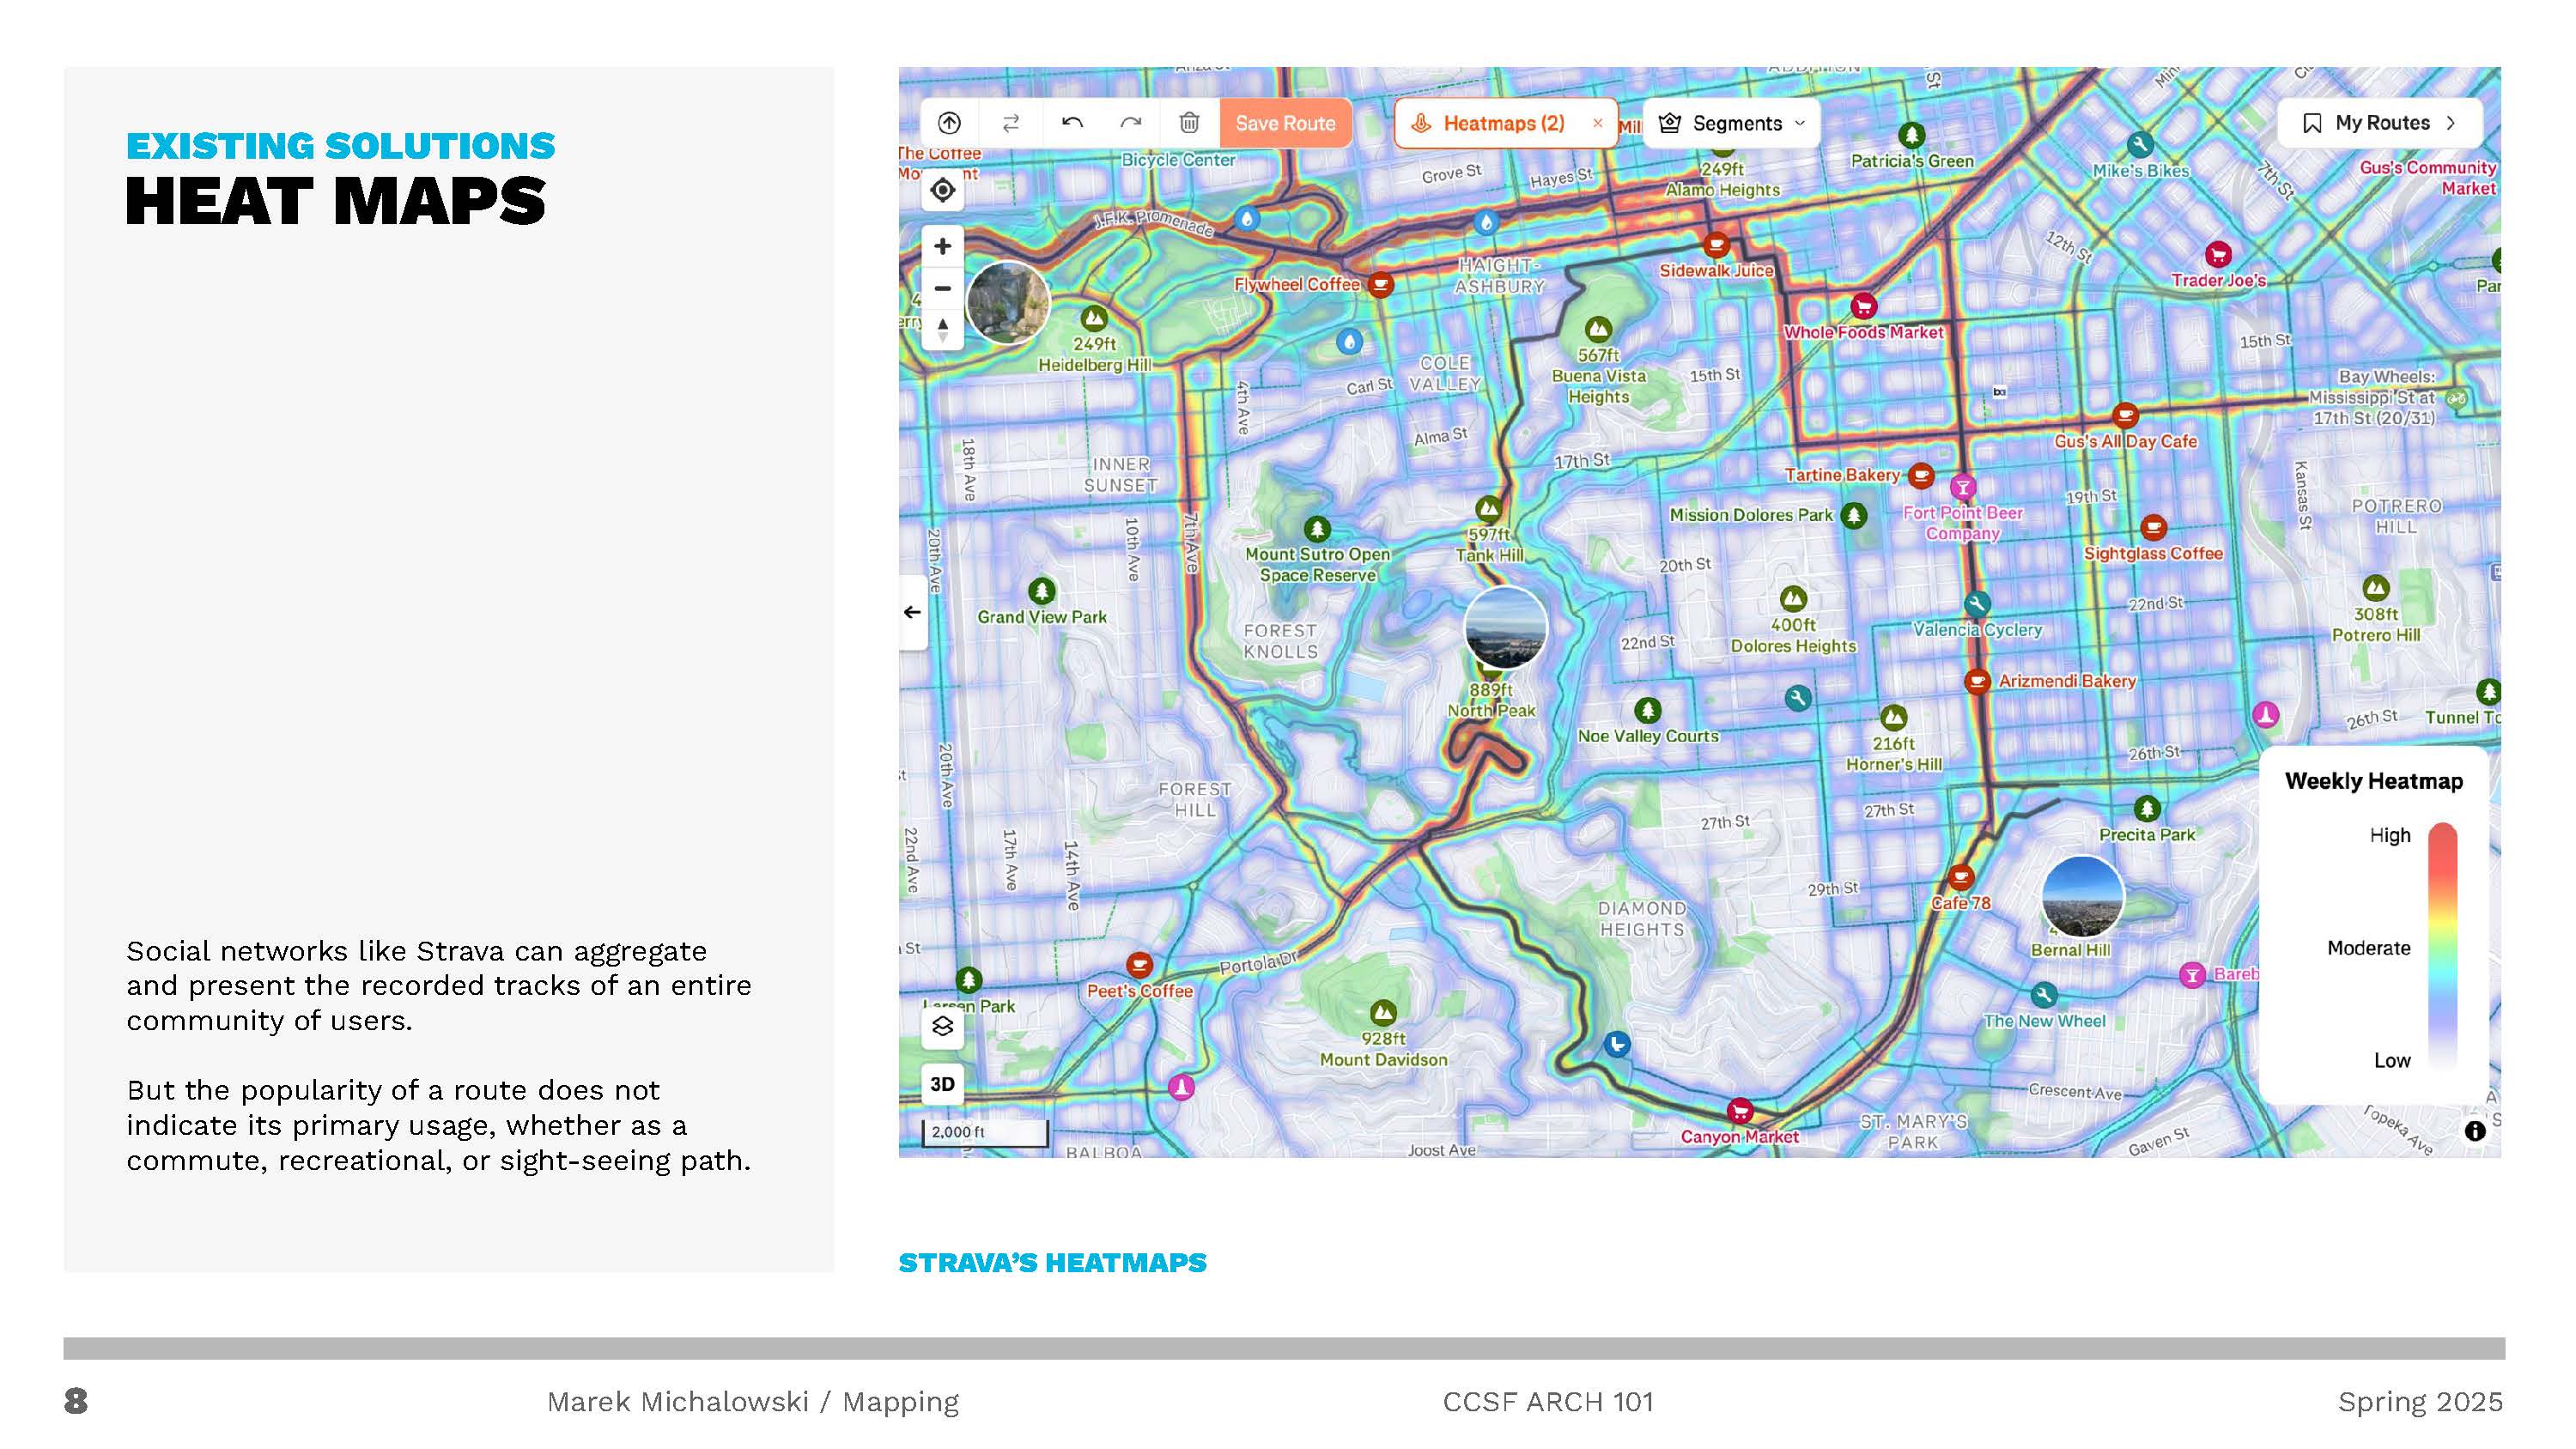 EXISTING SOLUTIONS
HEAT MAPS
Social networks like Strava can aggregate
and present the recorded tracks of an entire
community of users.
But the popularity of a route does not
indicate its primary usage, whether as a
commute, recreational, or sight-seeing path.
Save Route
Heatmaps (2)
Segments
My Routes
The Coffee
Bicycle Center
Grove St
Hayes St
249ft
Alamo Heights
Patricia's Green
Mike's Bikes
7th St
Gus's Community
Market
J.F.K. Promenade
12th St
Trader Joe's
Flywheel Coffee
HAIGHT-
ASHBURY
Sidewalk Juice
249ft
Heidelberg Hill
Whole Foods Market
567ft
Buena Vista
Heights
15th St
15th St
COLE
VALLEY
Carl St
4th Ave
Bay Wheels:
Mississippi St at
17th St (20/31)
Alma St
17th St
Gus's All Day Cafe
18th Ave
INNER
SUNSET
Tartine Bakery
19th St
Kansas St
POTRERO
HILL
Mission Dolores Park
Fort Point Beer
Company
10th Ave
7th Ave
20th Ave
Mount Sutro Open
Space Reserve
597ft
Tank Hill
20th St
Sightglass Coffee
Grand View Park
FOREST
KNOLLS
22nd St
400ft
Dolores Heights
Valencia Cyclery
22nd St
308ft
Potrero Hill
889ft
North Peak
Arizmendi Bakery
Noe Valley Courts
216ft
Horner's Hill
26th St
26th St
20th Ave
FOREST
HILL
27th St
27th St
Precita Park
22nd Ave
17th Ave
14th Ave
29th St
Cafe 78
DIAMOND
HEIGHTS
Bernal Hill
Portola Dr
Peet's Coffee
928ft
Mount Davidson
The New Wheel
Crescent Ave
Canyon Market
ST. MARY'S
PARK
Gaven St
Topeka Ave
Joost Ave
BALBOA
3D
2,000 ft
Weekly Heatmap
High
Moderate
Low
STRAVA'S HEATMAPS
8
Marek Michalowski / Mapping
CCSF ARCH 101
Spring 2025